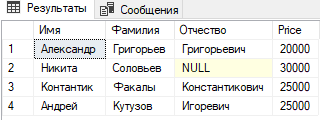 Результаты Сообщения
Имя Фамилия Отчество Price
1 Александр Григорьев Григорьевич 20000
2 Никита Соловьев NULL 30000
3 Контантик Факалы Константикович 25000
4 Андрей Кутузов Игоревич 25000